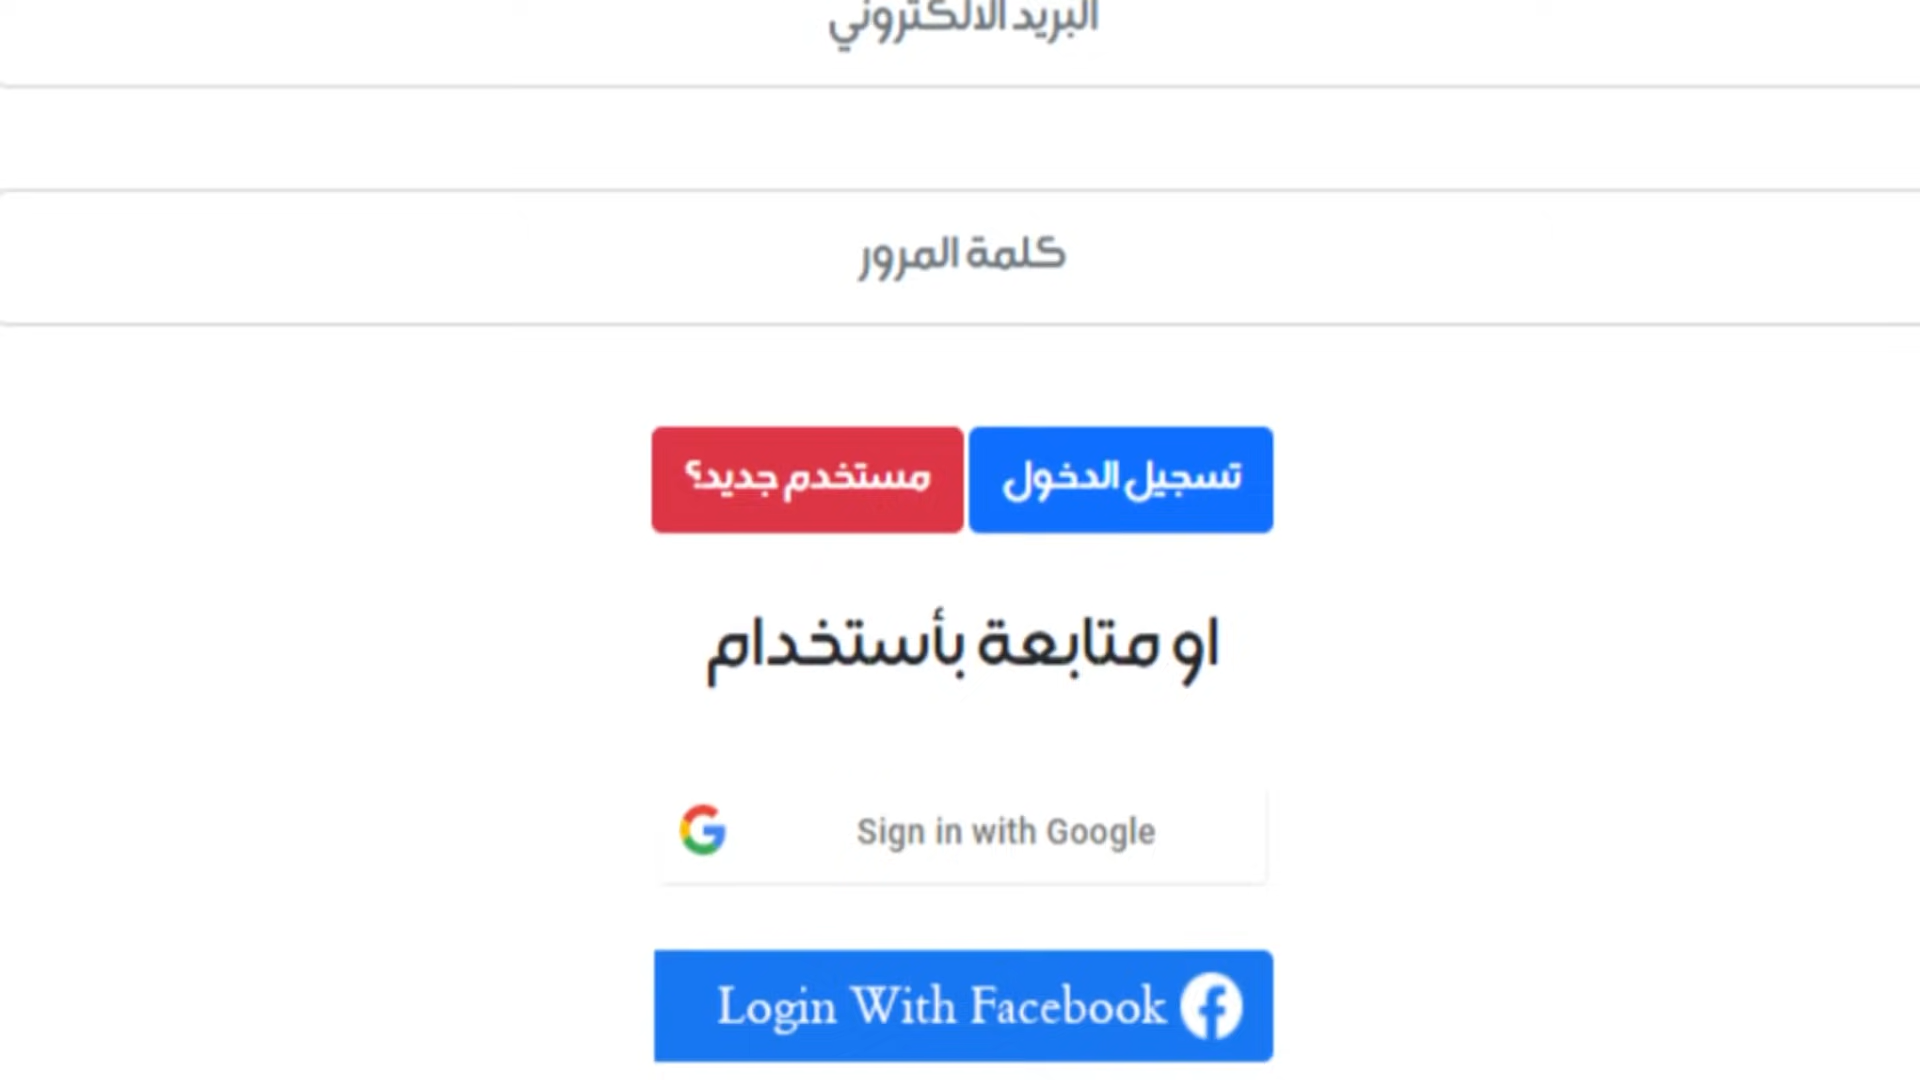 البريد الالكتروني
كلمة المرور
تسجيل الدخول
مستخدم جديد؟
او متابعة بأستخدام
Sign in with Google
Login With Facebook